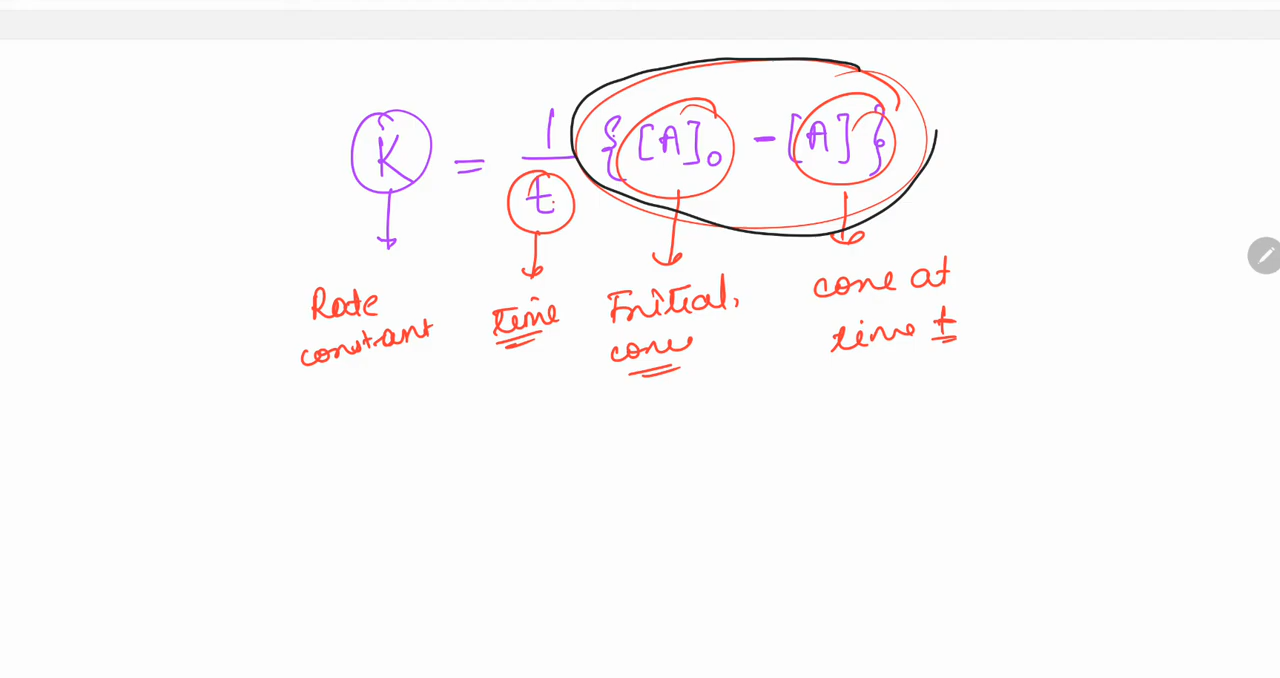 K = 1/t {[A]₀ - [A]}
Rate constant
time
Initial conc
conc at time t